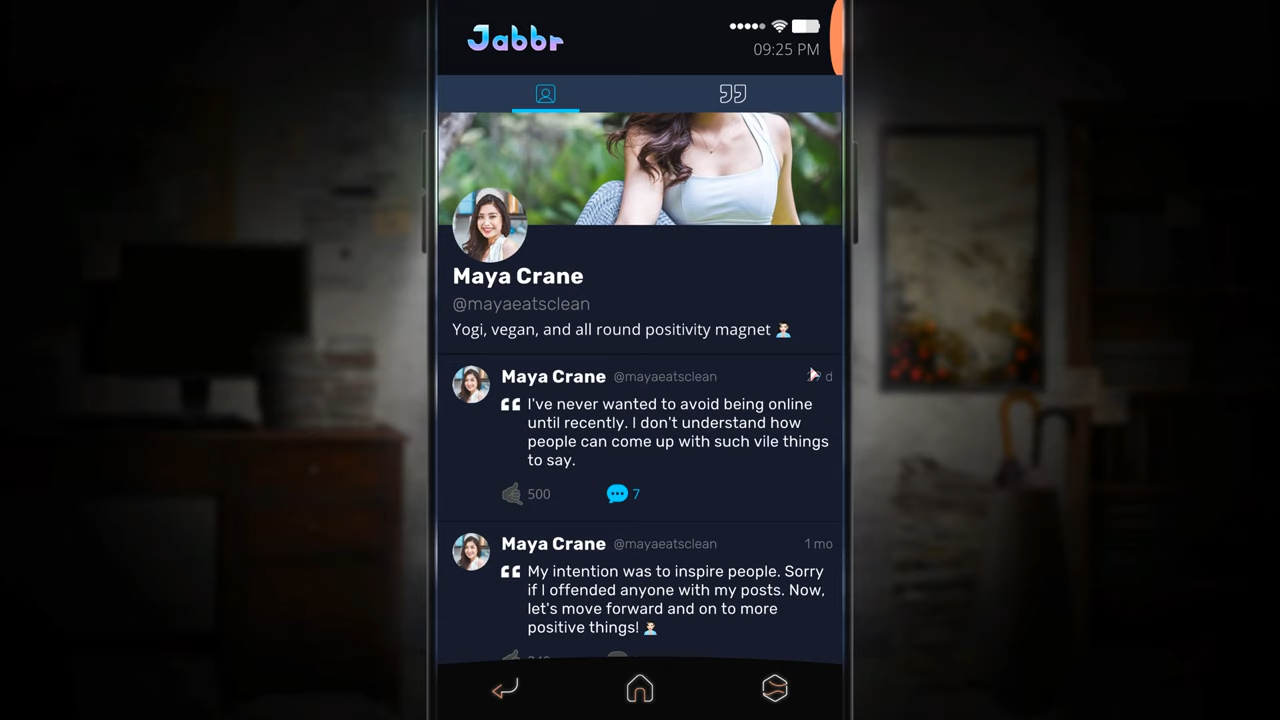 Jabbr
09:25 PM
Maya Crane
@mayaeatsclean
Yogi, vegan, and all round positivity magnet
Maya Crane @mayaeatsclean d
I've never wanted to avoid being online
until recently. I don't understand how
people can come up with such vile things
to say.
500 7
Maya Crane @mayaeatsclean 1 mo
My intention was to inspire people. Sorry
if I offended anyone with my posts. Now,
let's move forward and on to more
positive things!